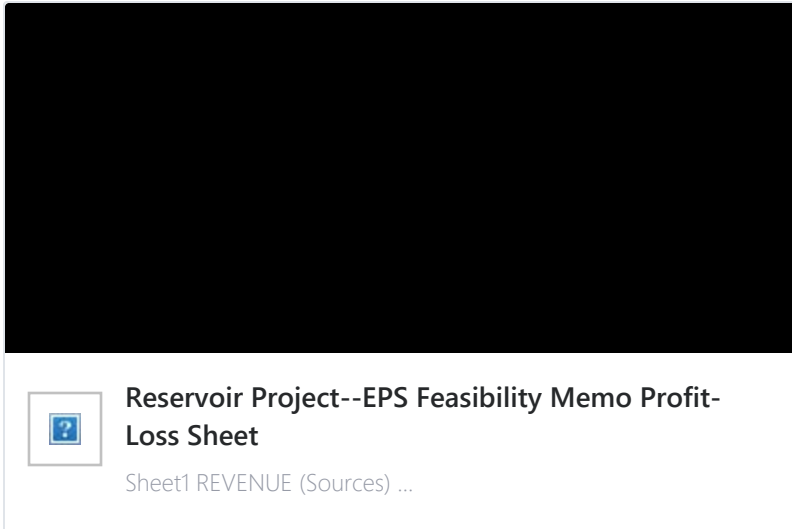 Reservoir Project--EPS Feasibility Memo Profit-
Loss Sheet
Sheet1 REVENUE (Sources) ...